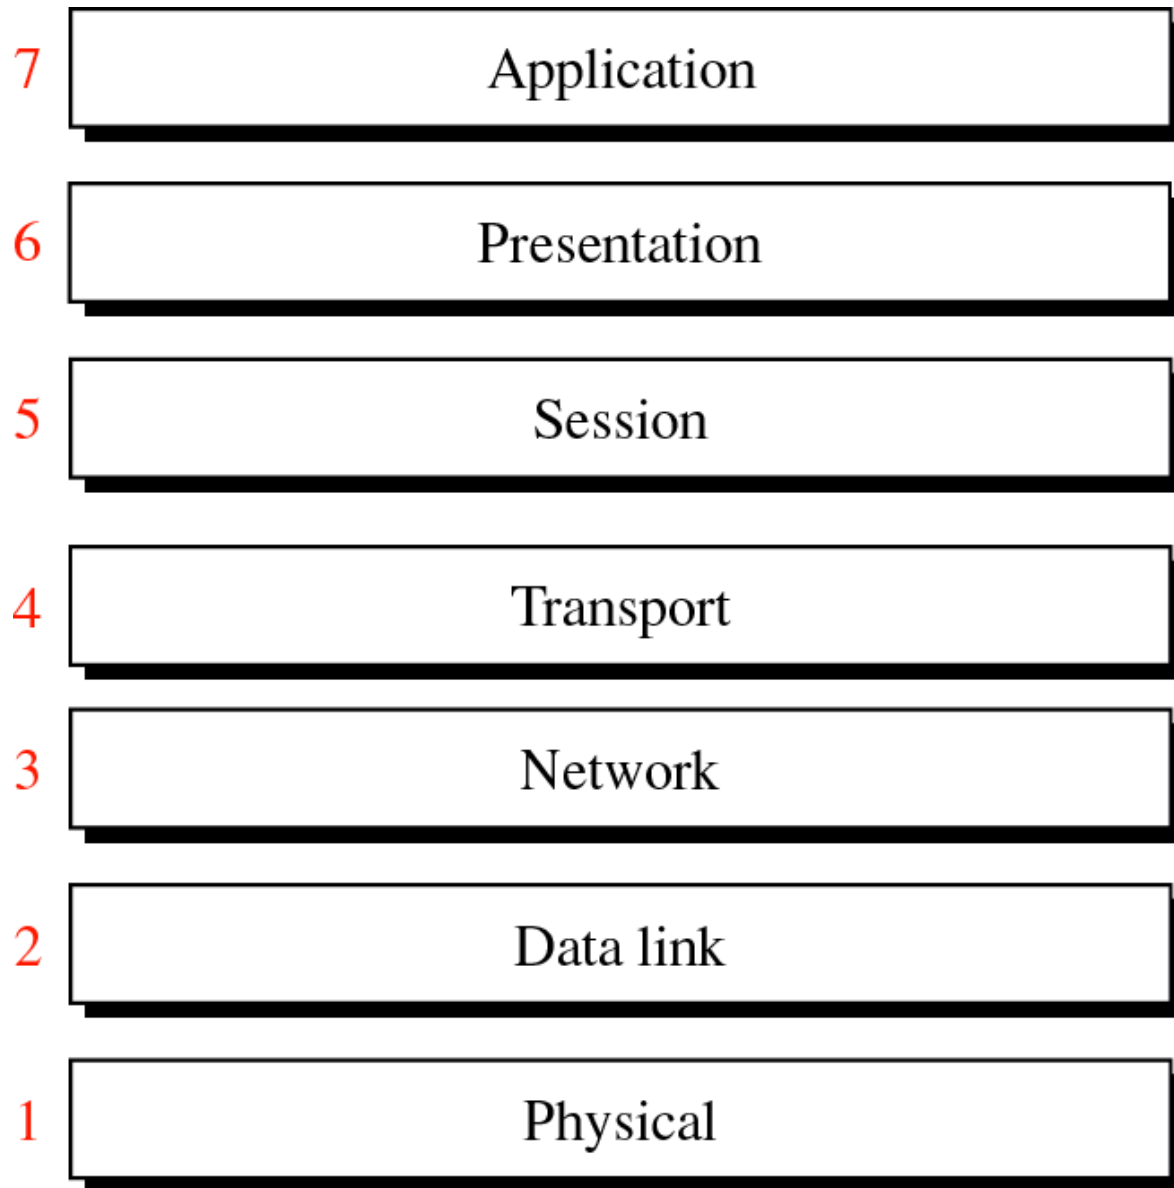 7 Application
6 Presentation
5 Session
4 Transport
3 Network
2 Data link
1 Physical